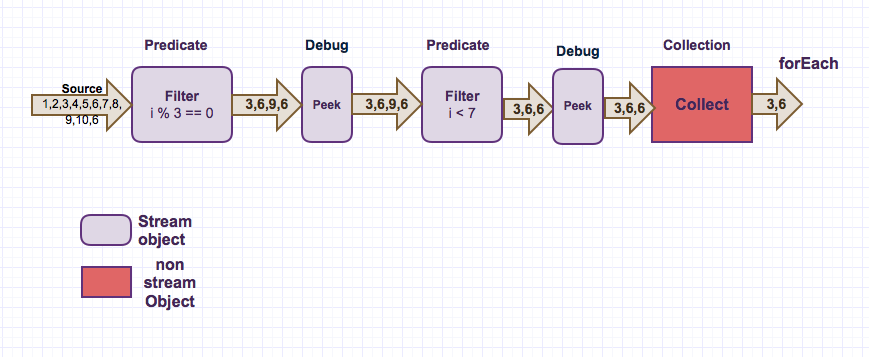 Predicate
Debug
Predicate
Debug
Collection
forEach
Source
1,2,3,4,5,6,7,8,
9,10,6
Filter
i % 3 == 0
3,6,9,6
Peek
3,6,9,6
Filter
i < 7
3,6,6
Peek
3,6,6
Collect
3,6
Stream
object
non
stream
Object